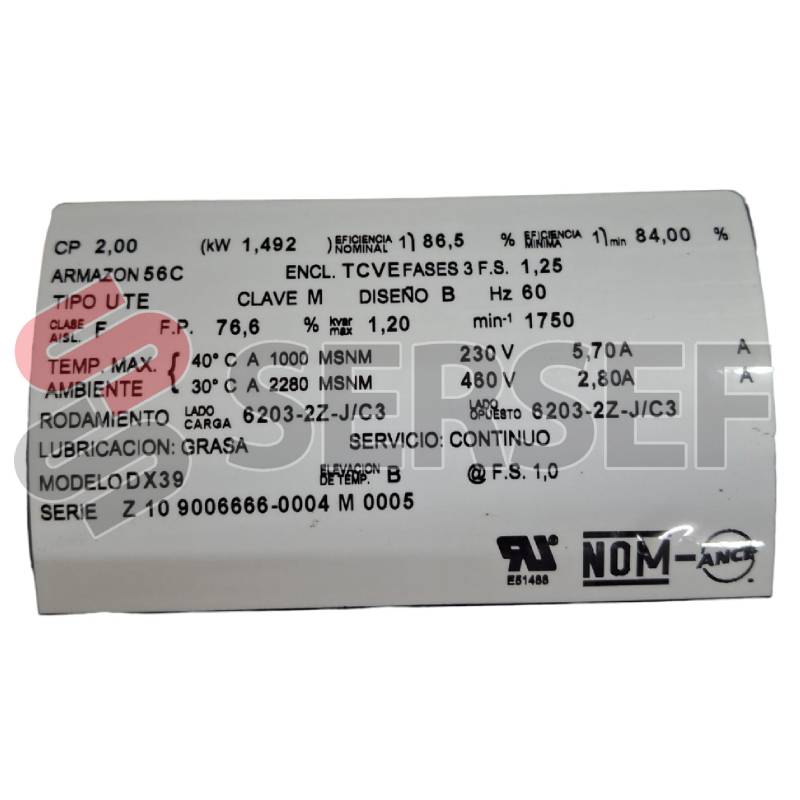 CP 2,00 (kW 1,492 ) EFICIENCIA NOMINAL 1) 86,5 % EFICIENCIA MINIMA 1) min 84,00 %
ARMAZON 56C ENCL. TCVE FASES 3 F.S. 1,25
TIPO UTE CLAVE M DISEÑO B Hz 60
CLASE AISL. F F.P. 76,6 % kvar max 1,20 min-1 1750
TEMP. MAX. { 40° C A 1000 MSNM 230 V 5,70A A
AMBIENTE { 30° C A 2280 MSNM 460 V 2,80A A
RODAMIENTO LADO CARGA 6203-2Z-J/C3 LADO OPUESTO 6203-2Z-J/C3
LUBRICACION: GRASA SERVICIO: CONTINUO
MODELO DX39 ELEVACION DE TEMP. B @ F.S. 1,0
SERIE Z 10 9006666-0004 M 0005
E51488
NOM-ANCE
SERSEF